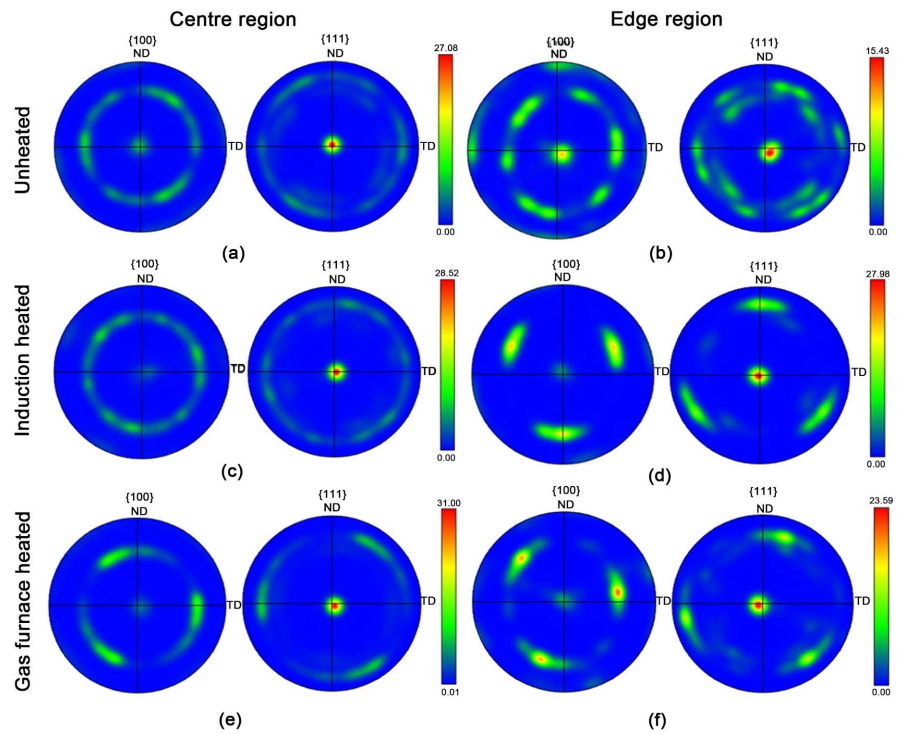 Centre region
Edge region
Unheated
{100}
ND
TD
{111}
ND
TD
27.08
0.00
(a)
{100}
ND
TD
{111}
ND
TD
15.43
0.00
(b)
Induction heated
{100}
ND
TD
{111}
ND
TD
28.52
0.00
(c)
{100}
ND
TD
{111}
ND
TD
27.98
0.00
(d)
Gas furnace heated
{100}
ND
TD
{111}
ND
TD
31.00
0.01
(e)
{100}
ND
TD
{111}
ND
TD
23.59
0.00
(f)